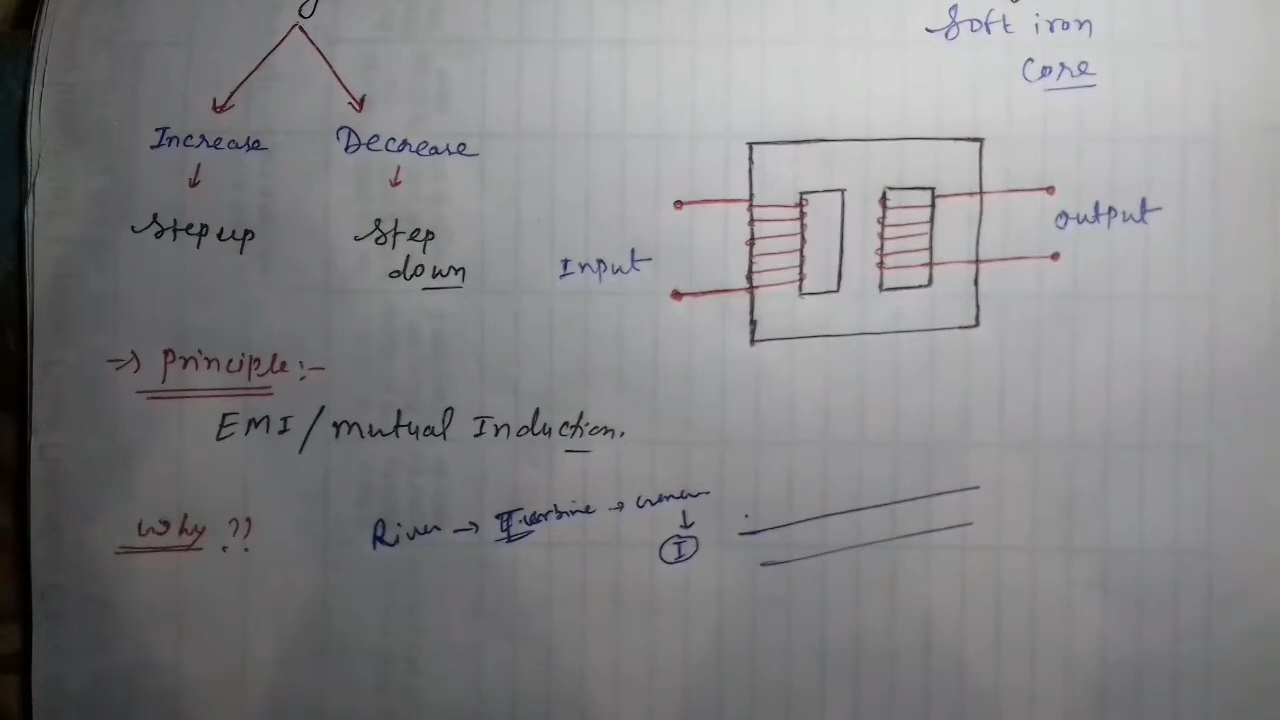 Soft iron
Core
Increase Decrease
Step up Step
down
Input
Output
=> Principle:-
EMI/mutual Induction.
Why ??
River → Turbine →
I